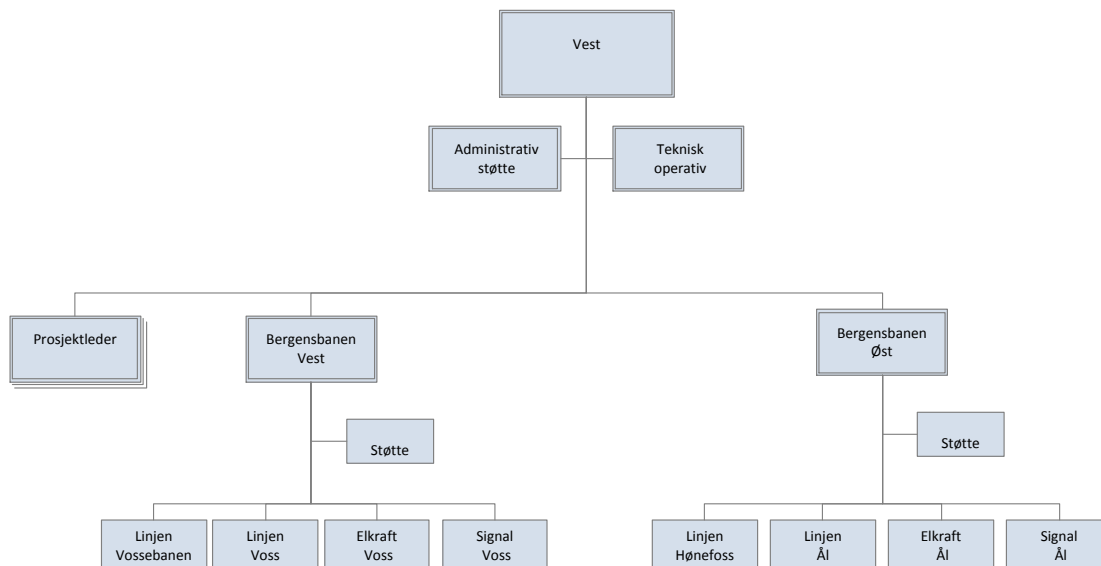 Vest
Administrativ
støtte
Teknisk
operativ
Prosjektleder
Bergensbanen
Vest
Bergensbanen
Øst
Støtte
Støtte
Linjen
Vossebanen
Linjen
Voss
Elkraft
Voss
Signal
Voss
Linjen
Hønefoss
Linjen
Ål
Elkraft
Ål
Signal
Ål